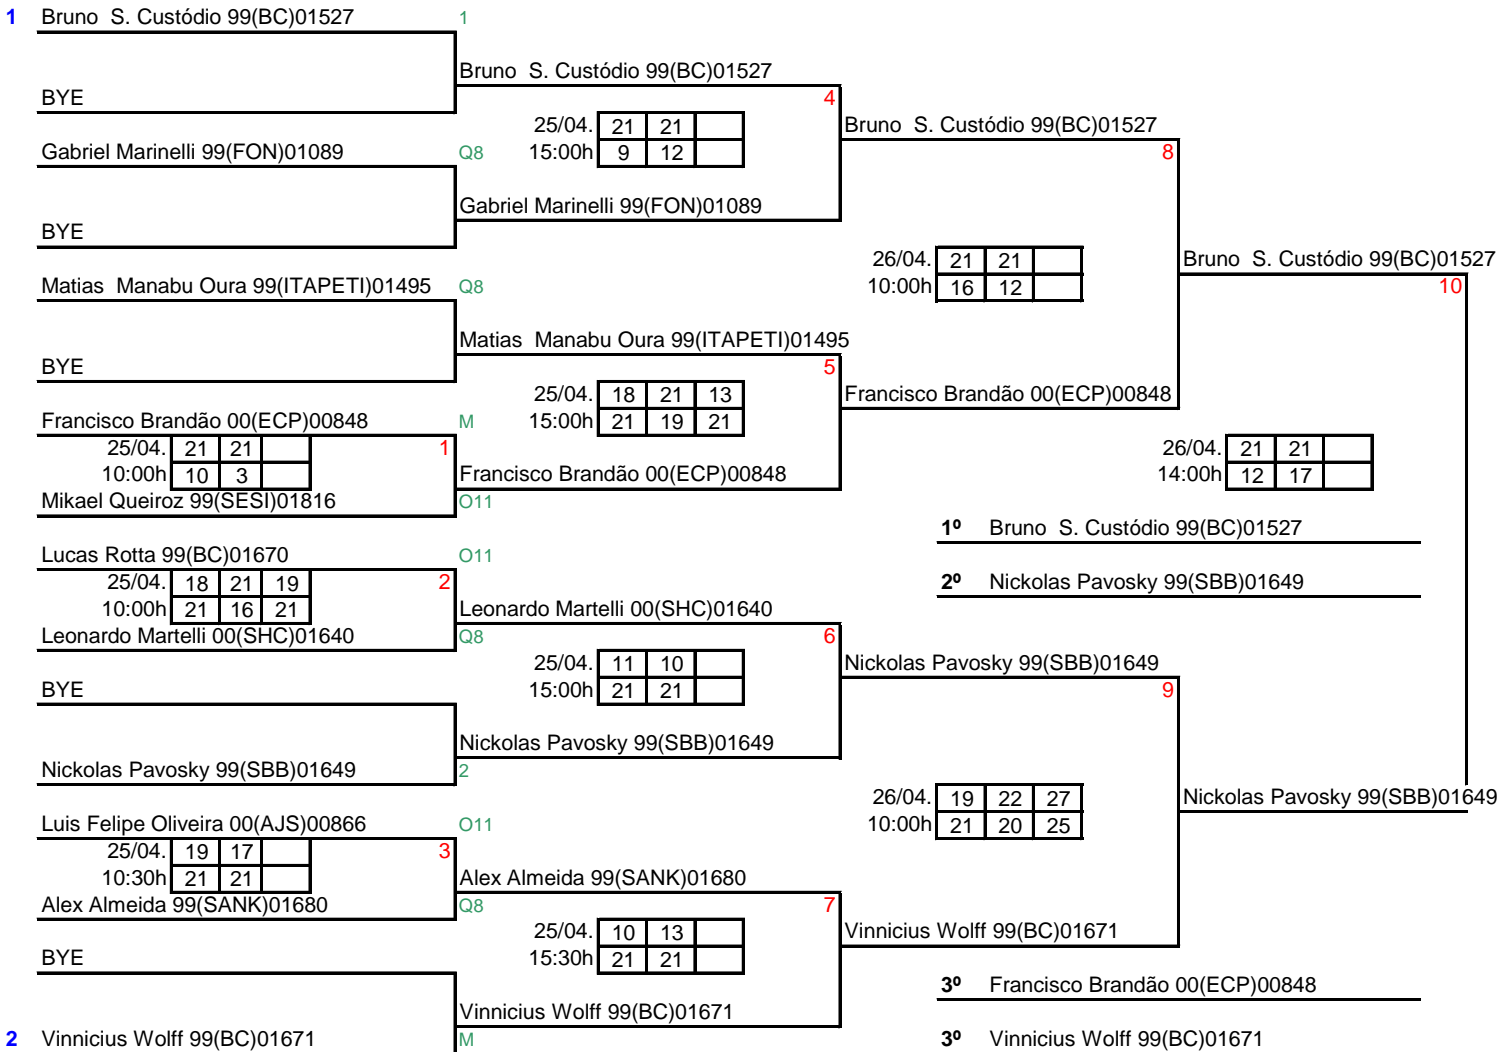 1 Bruno S. Custódio 99(BC)01527 1
Bruno S. Custódio 99(BC)01527
BYE 4
25/04. 21 21 Bruno S. Custódio 99(BC)01527
Gabriel Marinelli 99(FON)01089 Q8 15:00h 9 12 8
Gabriel Marinelli 99(FON)01089
BYE
26/04. 21 21 Bruno S. Custódio 99(BC)01527
Matias Manabu Oura 99(ITAPETI)01495 Q8 10:00h 16 12 10
Matias Manabu Oura 99(ITAPETI)01495
BYE 5
25/04. 18 21 13 Francisco Brandão 00(ECP)00848
Francisco Brandão 00(ECP)00848 M 15:00h 21 19 21
25/04. 21 21 1 26/04. 21 21
10:00h 10 3 Francisco Brandão 00(ECP)00848 14:00h 12 17
Mikael Queiroz 99(SESI)01816 O11
1º Bruno S. Custódio 99(BC)01527
Lucas Rotta 99(BC)01670 O11
25/04. 18 21 19 2 2º Nickolas Pavosky 99(SBB)01649
10:00h 21 16 21 Leonardo Martelli 00(SHC)01640
Leonardo Martelli 00(SHC)01640 Q8 6
25/04. 11 10 Nickolas Pavosky 99(SBB)01649
BYE 15:00h 21 21 9
Nickolas Pavosky 99(SBB)01649
Nickolas Pavosky 99(SBB)01649 2
26/04. 19 22 27 Nickolas Pavosky 99(SBB)01649
Luis Felipe Oliveira 00(AJS)00866 O11 10:00h 21 20 25
25/04. 19 17 3
10:30h 21 21 Alex Almeida 99(SANK)01680
Alex Almeida 99(SANK)01680 Q8 7
25/04. 10 13 Vinnicius Wolff 99(BC)01671
BYE 15:30h 21 21
3º Francisco Brandão 00(ECP)00848
Vinnicius Wolff 99(BC)01671
2 Vinnicius Wolff 99(BC)01671 M 3º Vinnicius Wolff 99(BC)01671